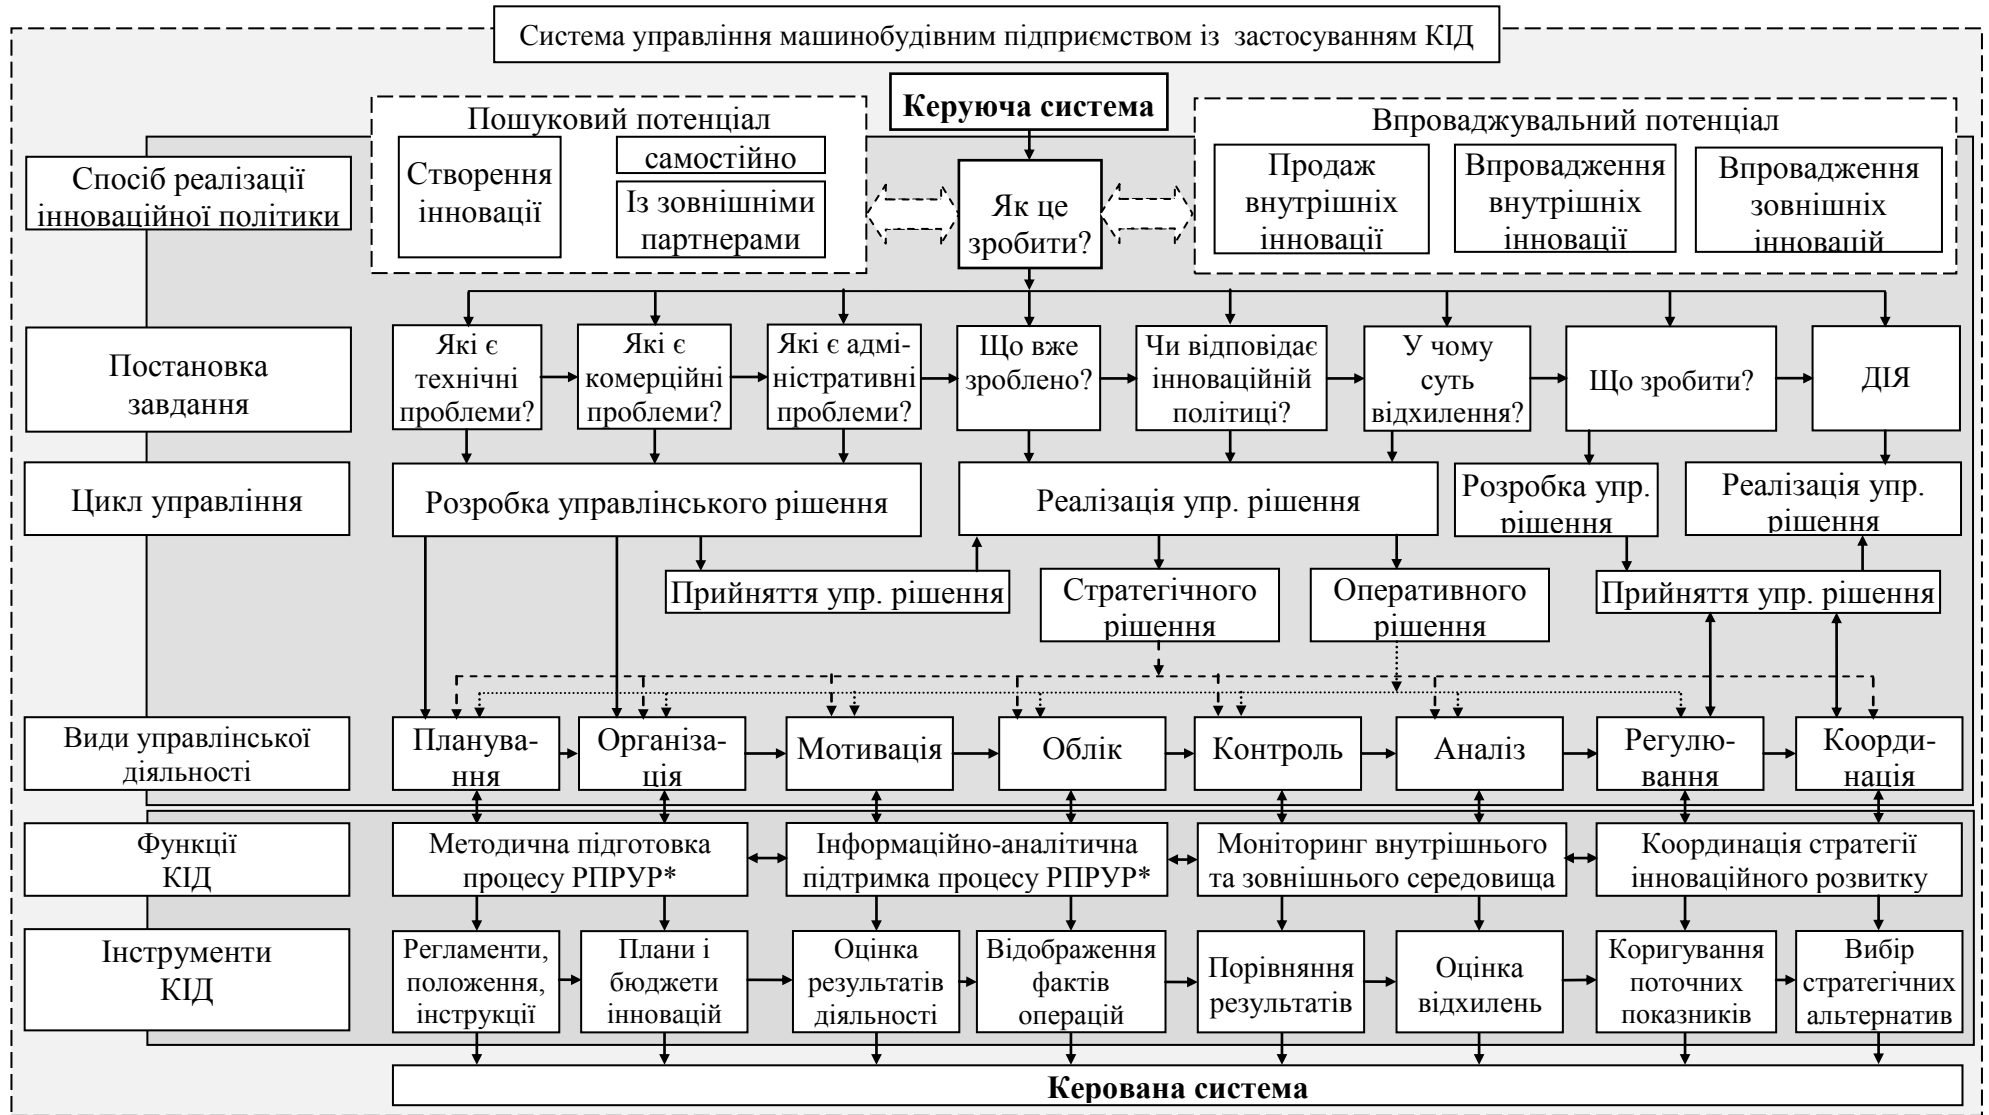 Система управління машинобудівним підприємством із застосуванням КІД
Керуюча система
Пошуковий потенціал
Створення
інновації
самостійно
Із зовнішніми
партнерами
Як це
зробити?
Впроваджувальний потенціал
Продаж
внутрішніх
інновації
Впровадження
внутрішніх
інновації
Впровадження
зовнішніх
інновацій
Спосіб реалізації
інноваційної політики
Постановка
завдання
Які є
технічні
проблеми?
Які є
комерційні
проблеми?
Які є адмі-
ністративні
проблеми?
Що вже
зроблено?
Чи відповідає
інноваційній
політиці?
У чому
суть
відхилення?
Що зробити?
ДІЯ
Цикл управління
Розробка управлінського рішення
Реалізація упр. рішення
Розробка упр.
рішення
Реалізація упр.
рішення
Прийняття упр. рішення
Стратегічного
рішення
Оперативного
рішення
Прийняття упр. рішення
Види управлінської
діяльності
Планува-
ння
Організа-
ція
Мотивація
Облік
Контроль
Аналіз
Регулю-
вання
Коорди-
нація
Функції
КІД
Методична підготовка
процесу РПРУР*
Інформаційно-аналітична
підтримка процесу РПРУР*
Моніторинг внутрішнього
та зовнішнього середовища
Координація стратегії
інноваційного розвитку
Інструменти
КІД
Регламенти,
положення,
інструкції
Плани і
бюджети
інновацій
Оцінка
результатів
діяльності
Відображення
фактів
операцій
Порівняння
результатів
Оцінка
відхилень
Коригування
поточних
показників
Вибір
стратегічних
альтернатив
Керована система